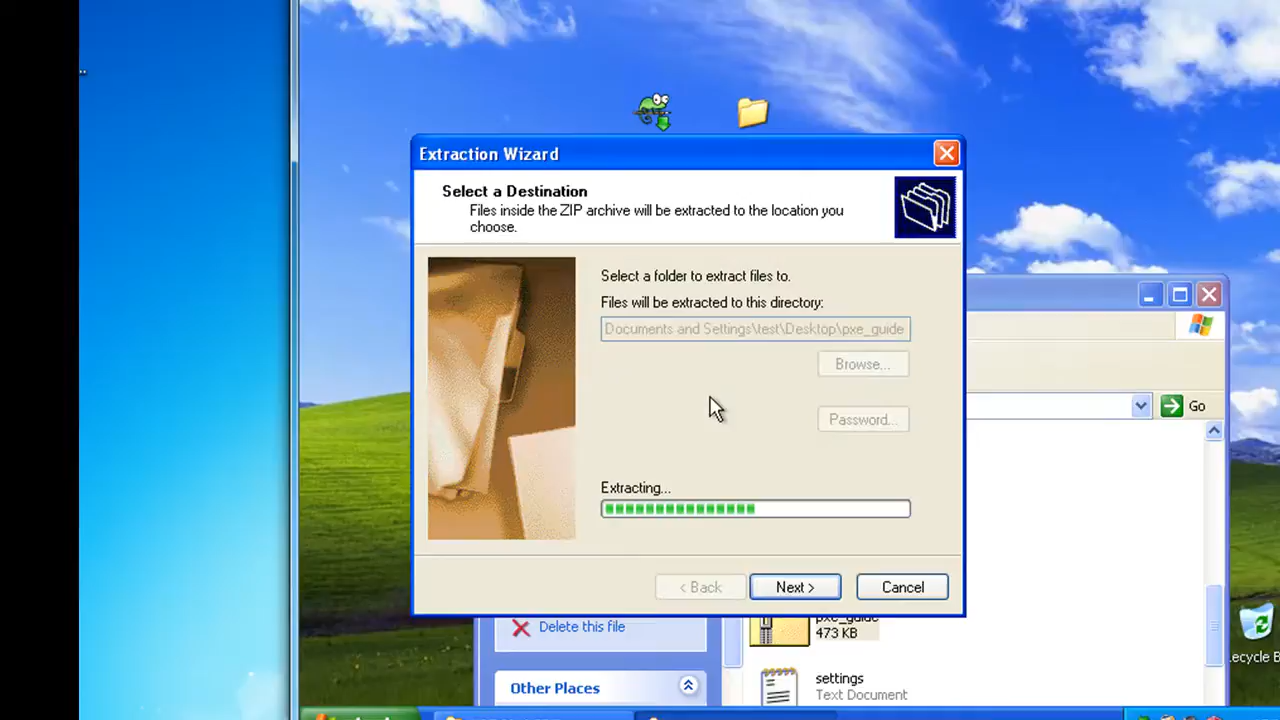 Extraction Wizard
Select a Destination
Files inside the ZIP archive will be extracted to the location you
choose.
Select a folder to extract files to.
Files will be extracted to this directory:
Documents and Settings\test\Desktop\pxe_guide
Browse...
Password...
Go
Extracting...
< Back
Next >
Cancel
Delete this file
pxe_guide
473 KB
Other Places
settings
Text Document
ecycle B